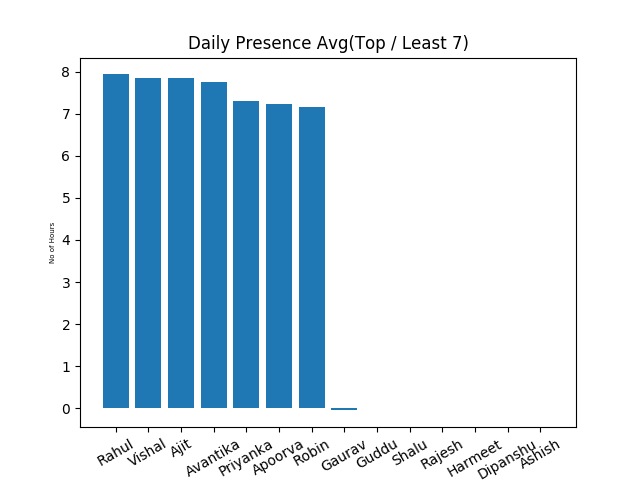 Daily Presence Avg(Top / Least 7)
8
7
6
5
4
3
2
1
0
No of Hours
Rahul
Vishal
Ajit
Avantika
Priyanka
Apoorva
Robin
Gaurav
Guddu
Shalu
Rajesh
Harmeet
Dipanshu
Ashish